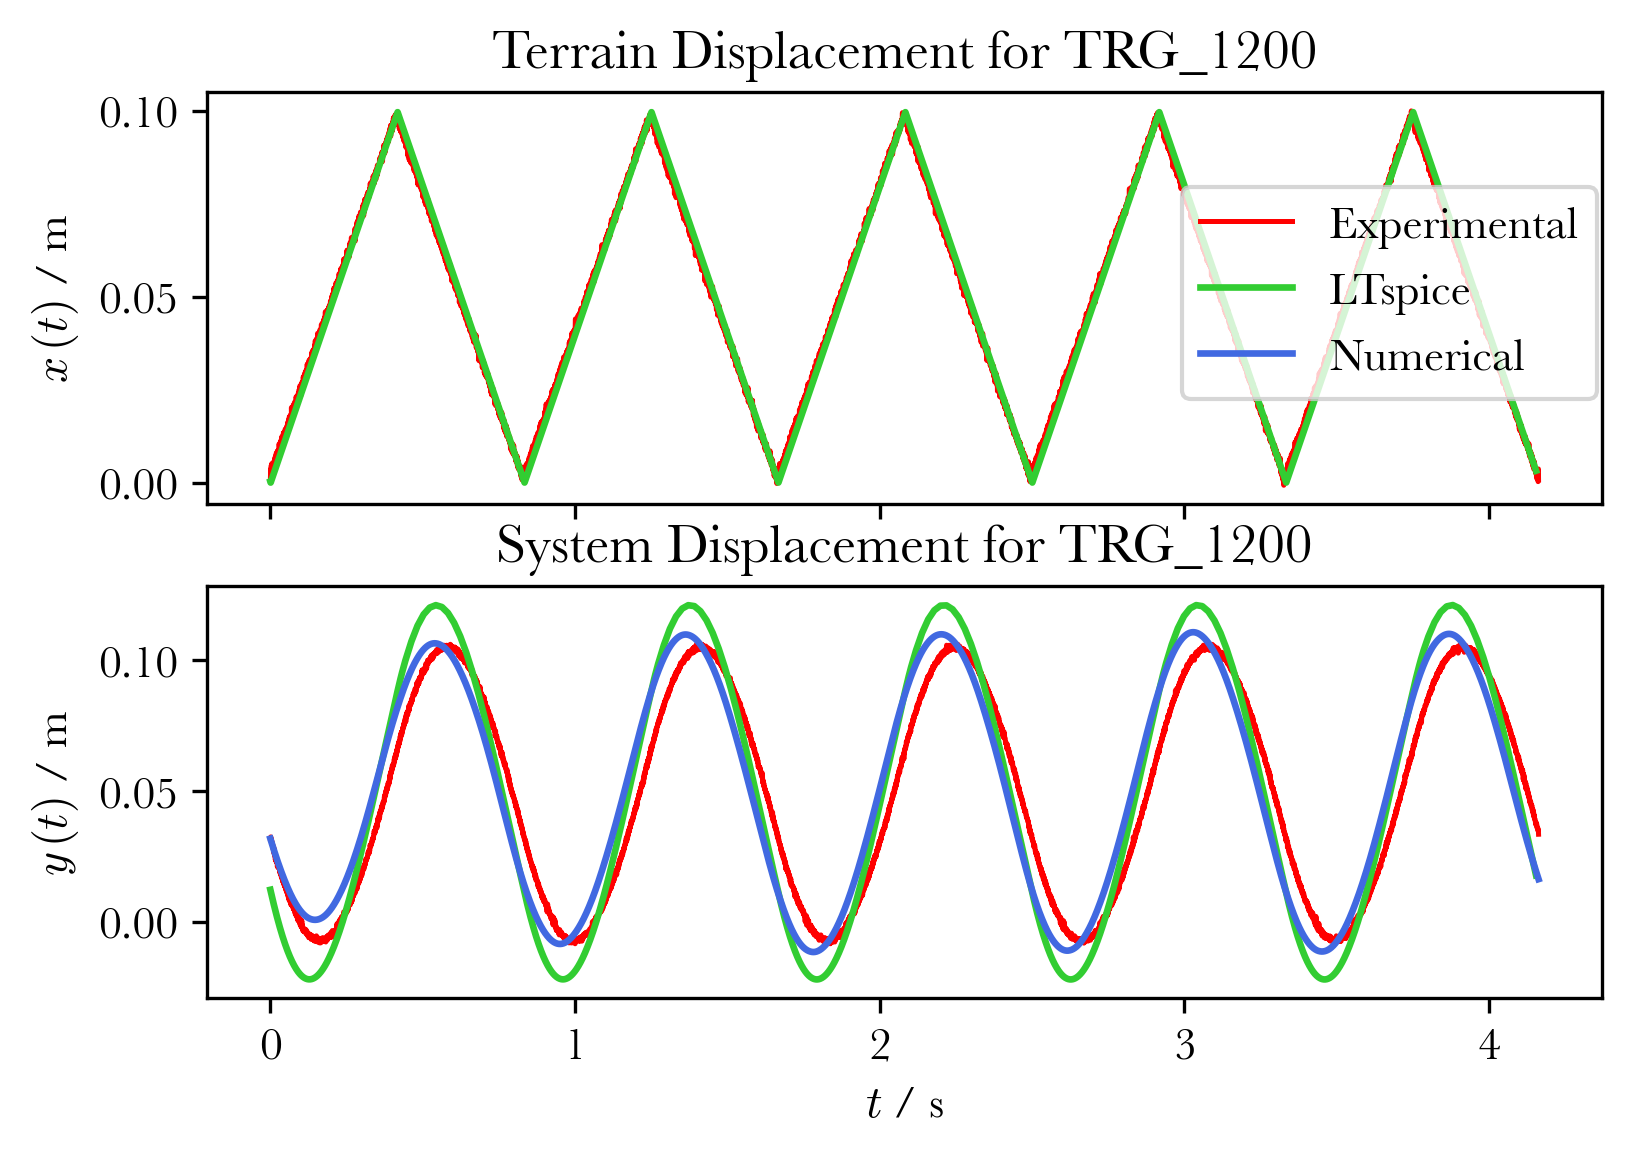 Terrain Displacement for TRG_1200
0.10
0.05
0.00
x (t) / m
Experimental
LTspice
Numerical
System Displacement for TRG_1200
0.10
0.05
0.00
y (t) / m
0 1 2 3 4
t / s